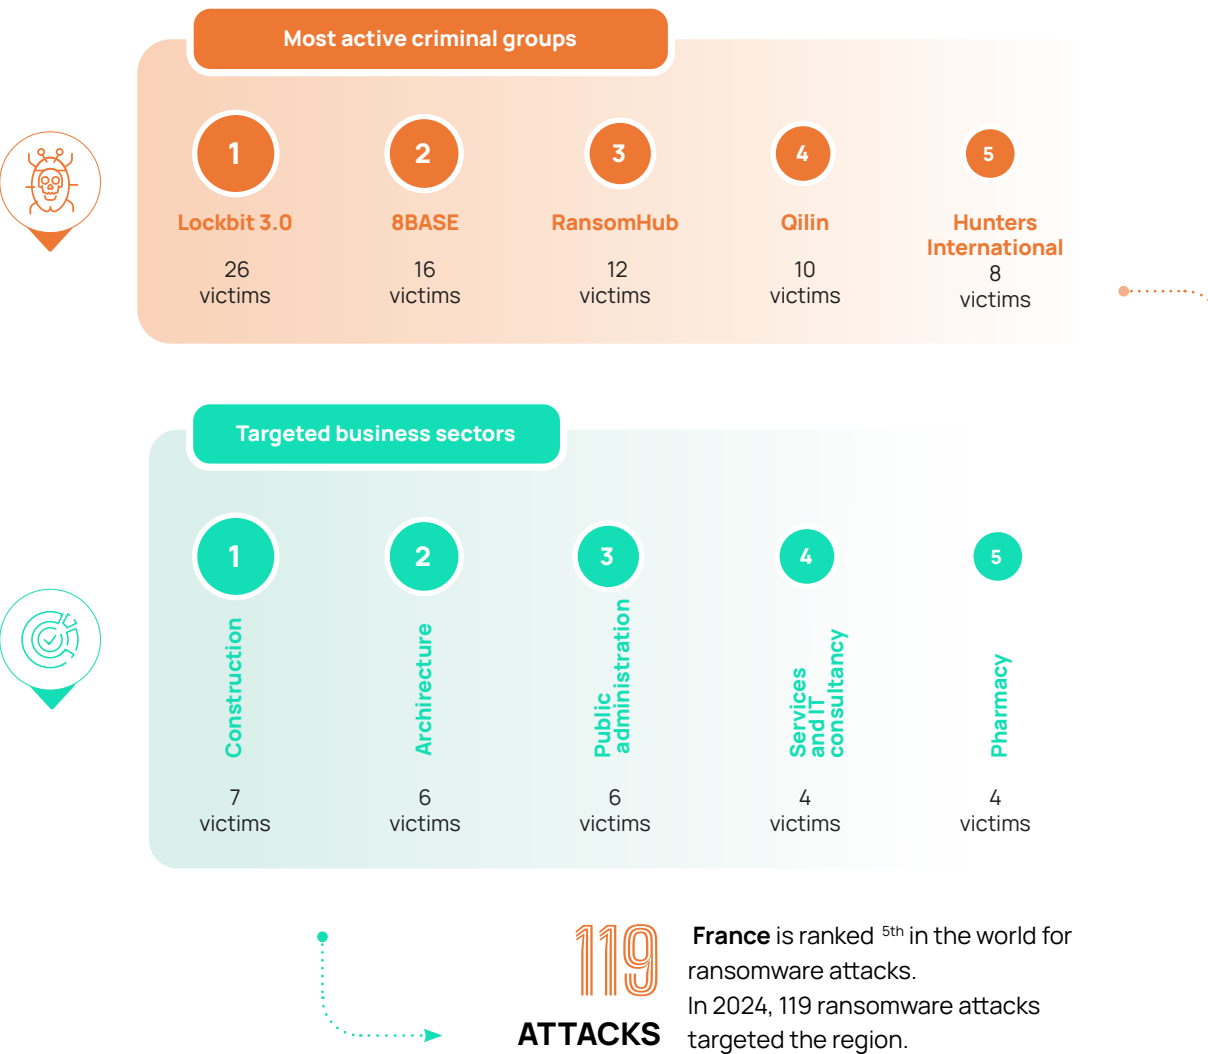 Most active criminal groups
1
2
3
4
5
Lockbit 3.0
8BASE
RansomHub
Qilin
Hunters
International
26
victims
16
victims
12
victims
10
victims
8
victims
Targeted business sectors
1
2
3
4
5
Construction
Archirecture
Public
administration
Services
and IT
consultancy
Pharmacy
7
victims
6
victims
6
victims
4
victims
4
victims
119
ATTACKS
France is ranked 5th in the world for
ransomware attacks.
In 2024, 119 ransomware attacks
targeted the region.